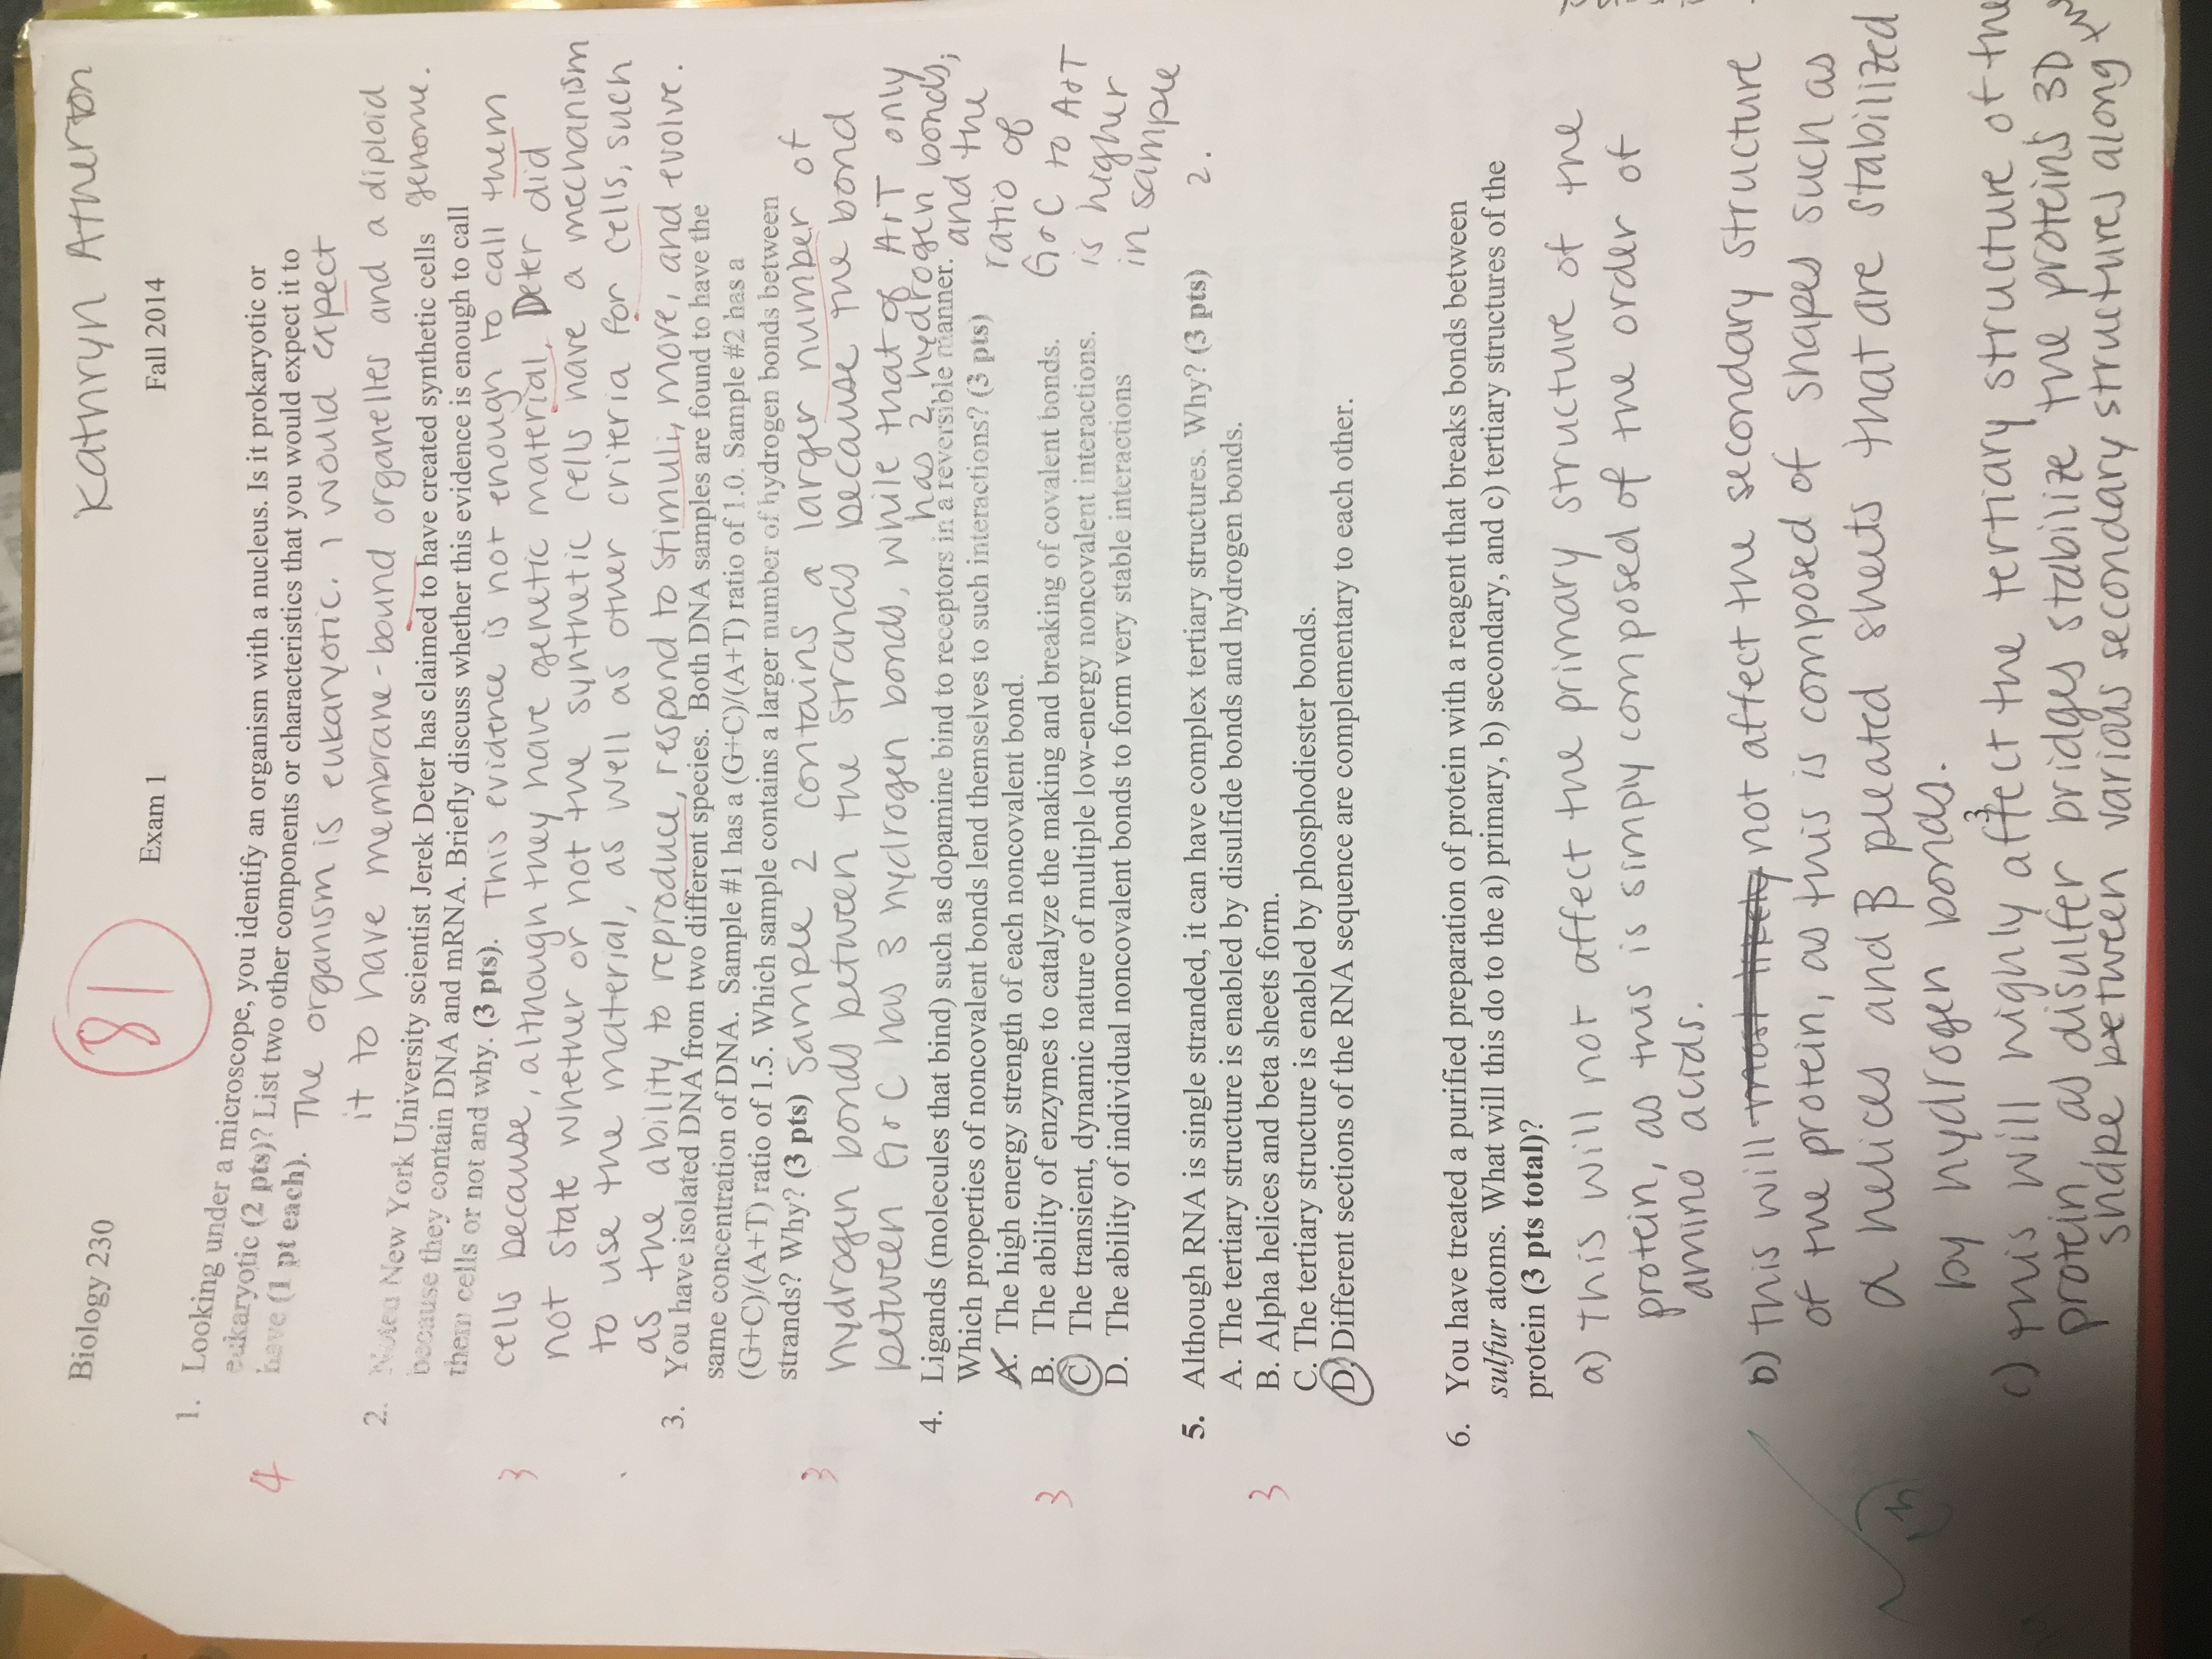 Biology 230
81
Kathryn Atherton
Exam 1
Fall 2014
1. Looking under a microscope, you identify an organism with a nucleus. Is it prokaryotic or
eukaryotic (2 pts)? List two other components or characteristics that you would expect it to
have (1 pt each). The organism is eukaryotic. I would expect
4
it to have membrane-bound organelles and a diploid
genome.
2. Noted New York University scientist Jerek Deter has claimed to have created synthetic cells
because they contain DNA and mRNA. Briefly discuss whether this evidence is enough to call
them cells or not and why. (3 pts). This evidence is not enough to call them
3
cells because, although they have genetic material, Deter did
not state whether or not the synthetic cells have a mechanism
to use the material, as well as other criteria for cells, such
as the ability to reproduce, respond to stimuli, more, and evolve.
3. You have isolated DNA from two different species. Both DNA samples are found to have the
same concentration of DNA. Sample #1 has a (G+C)/(A+T) ratio of 1.0. Sample #2 has a
(G+C)/(A+T) ratio of 1.5. Which sample contains a larger number of hydrogen bonds between
strands? Why? (3 pts) Sample 2 contains a larger number of
3
hydrogen bonds between the strands because the bond
between G & C has 3 hydrogen bonds, while that of A & T only
has 2 hydrogen bonds,
and the
ratio of
G & C to A & T
is higher
in sample
2.
4. Ligands (molecules that bind) such as dopamine bind to receptors in a reversible manner.
Which properties of noncovalent bonds lend themselves to such interactions? (3 pts)
A. The high energy strength of each noncovalent bond.
B. The ability of enzymes to catalyze the making and breaking of covalent bonds.
3
C. The transient, dynamic nature of multiple low-energy noncovalent interactions.
D. The ability of individual noncovalent bonds to form very stable interactions
5. Although RNA is single stranded, it can have complex tertiary structures. Why? (3 pts)
A. The tertiary structure is enabled by disulfide bonds and hydrogen bonds.
3
B. Alpha helices and beta sheets form.
C. The tertiary structure is enabled by phosphodiester bonds.
D. Different sections of the RNA sequence are complementary to each other.
6. You have treated a purified preparation of protein with a reagent that breaks bonds between
sulfur atoms. What will this do to the a) primary, b) secondary, and c) tertiary structures of the
protein (3 pts total)?
a) This will not affect the primary structure of the
protein, as this is simply composed of the order of
amino acids.
b) This will most likely not affect the secondary structure
of the protein, as this is composed of shapes such as
α helices and β pleated sheets that are stabilized
by hydrogen bonds.
3
c) This will highly affect the tertiary structure of the
protein, as disulfer bridges stabilize the protein's 3D
shape between various secondary structures along the